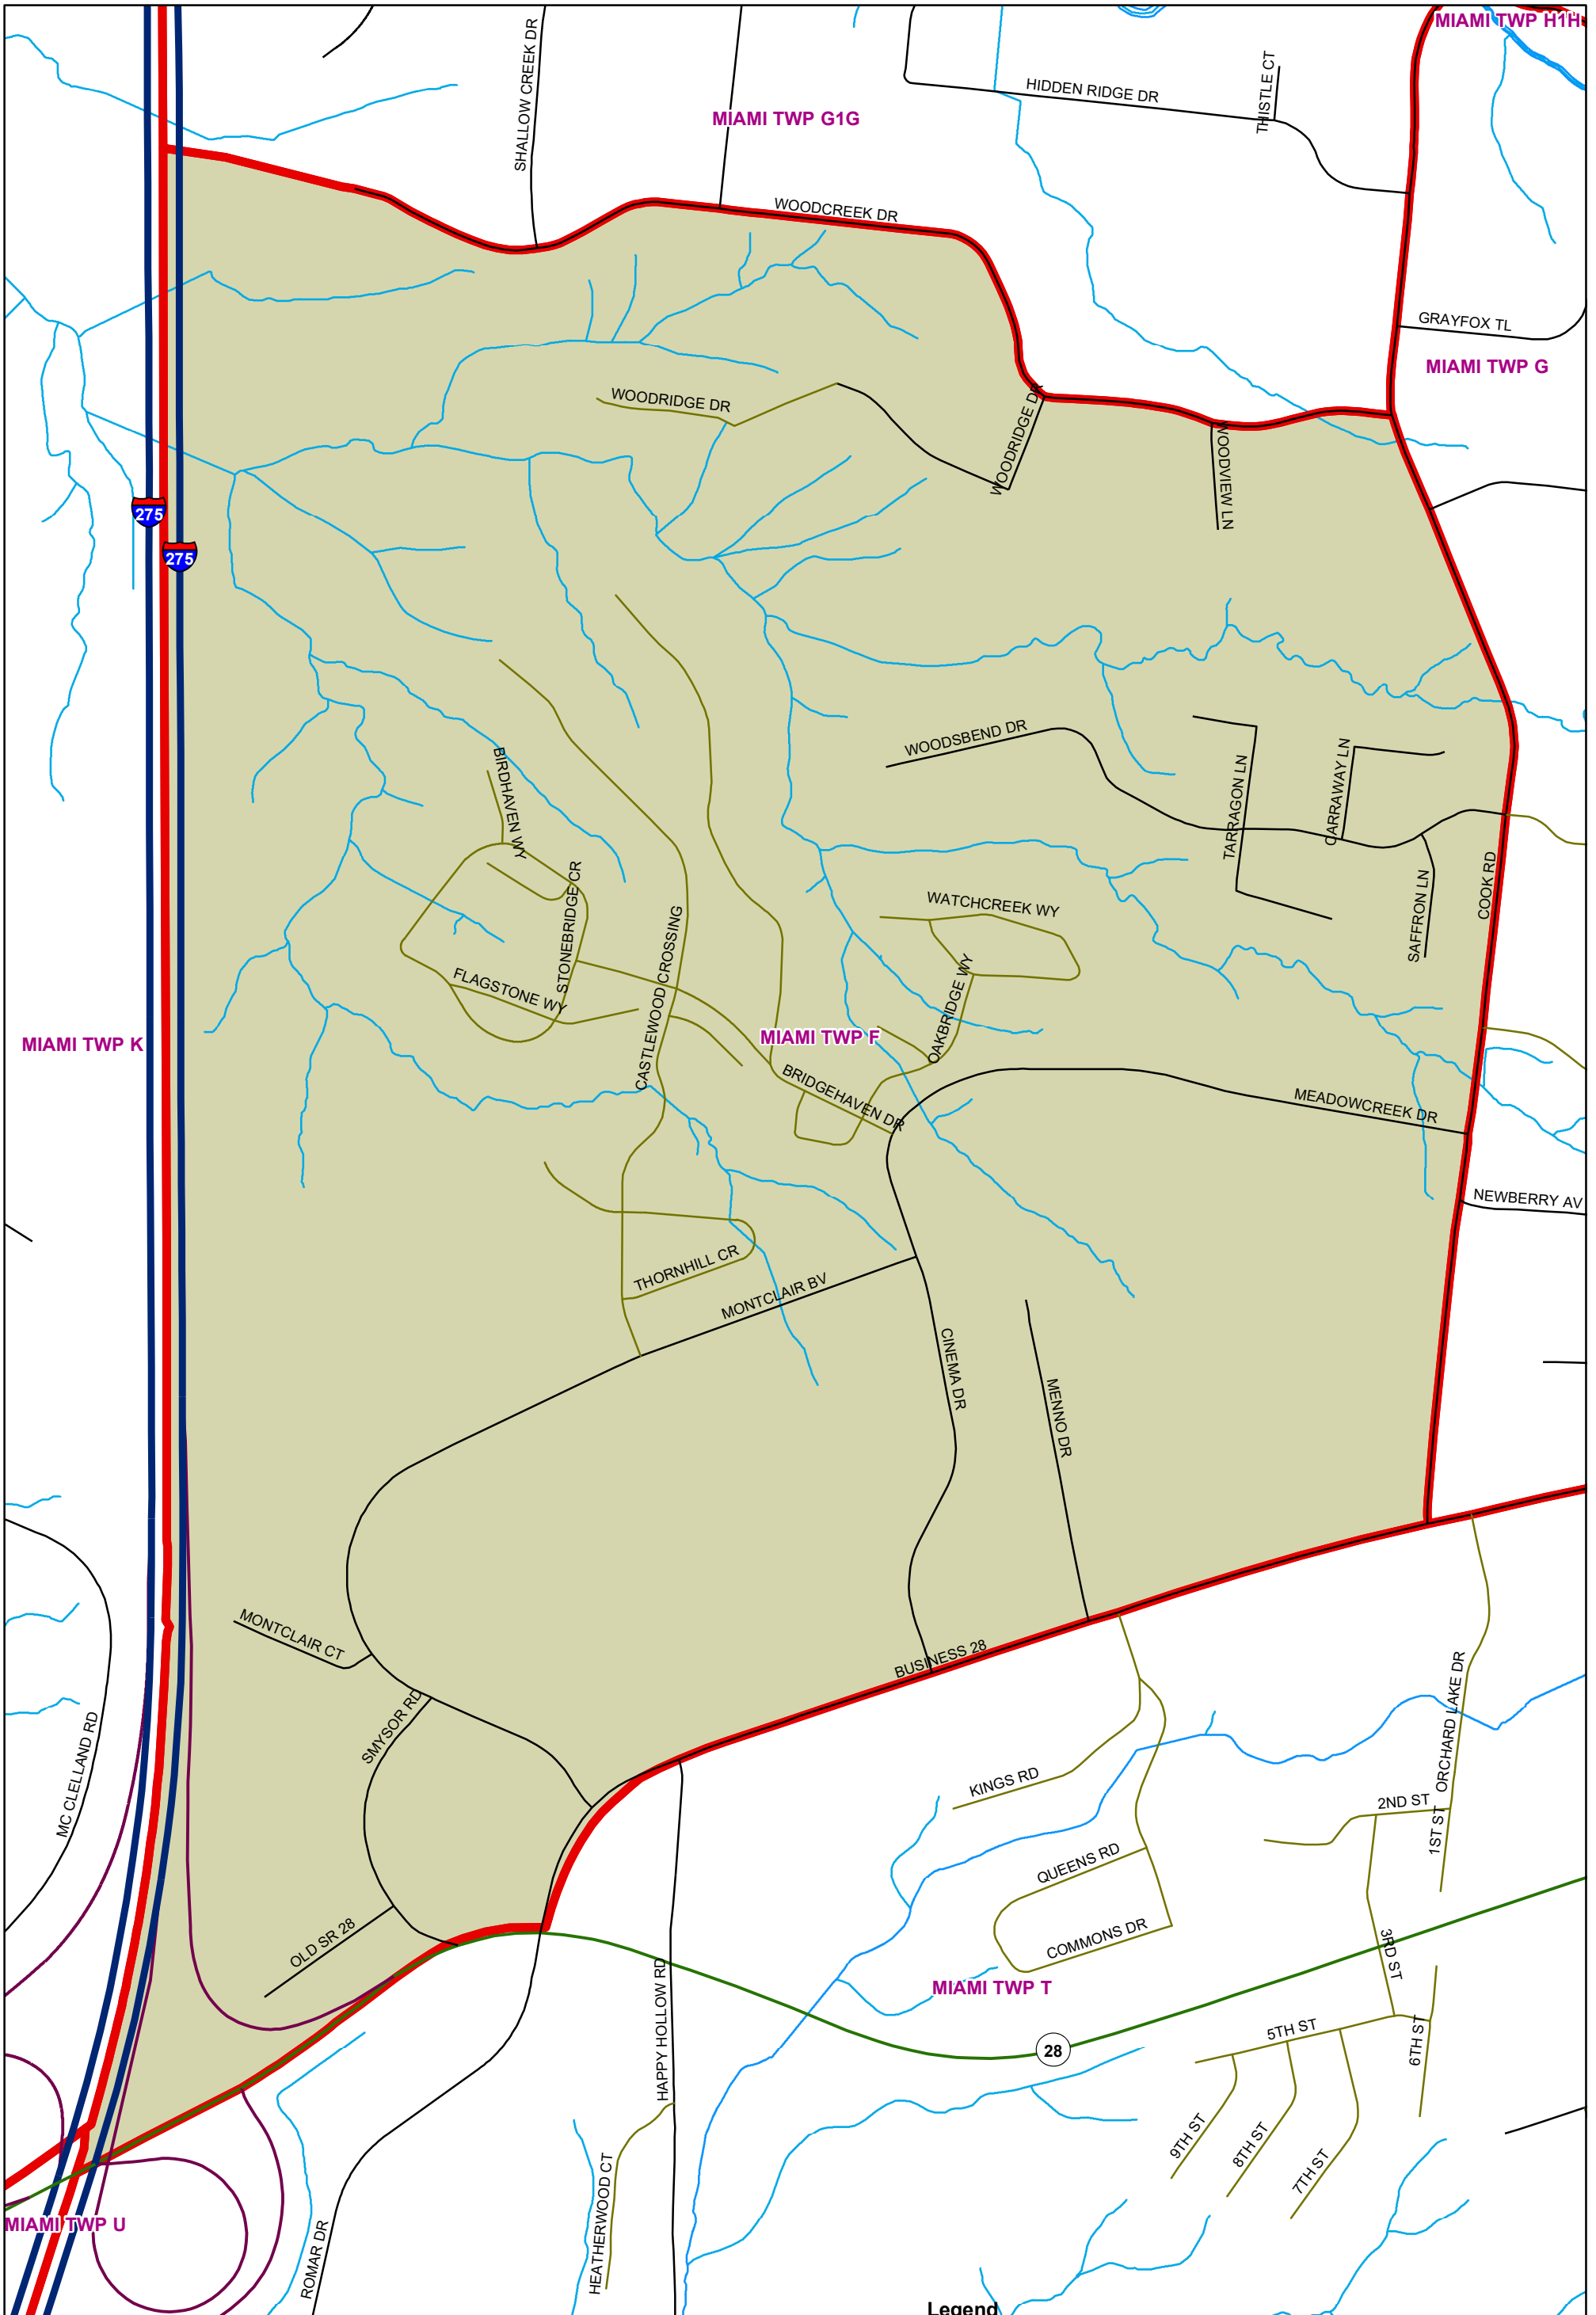 MIAMI TWP H1H
SHALLOW CREEK DR
THISTLE CT
HIDDEN RIDGE DR
MIAMI TWP G1G
WOODCREEK DR
GRAYFOX TL
MIAMI TWP G
WOODRIDGE DR
WOODRIDGE DR
WOODVIEW LN
275
275
WOODSBEND DR
BIRDHAVEN WY
TARRAGON LN
CARRAWAY LN
COOK RD
STONEBRIDGE CR
SAFFRON LN
WATCHCREEK WY
CASTLEWOOD CROSSING
FLAGSTONE WY
OAKBRIDGE WY
MIAMI TWP K
MIAMI TWP F
BRIDGEHAVEN DR
MEADOWCREEK DR
NEWBERRY AV
THORNHILL CR
MONTCLAIR BV
CINEMA DR
MENNO DR
MONTCLAIR CT
BUSINESS 28
SMYSOR RD
MC CLELLAND RD
ORCHARD LAKE DR
KINGS RD
2ND ST
1ST ST
QUEENS RD
OLD SR 28
COMMONS DR
3RD ST
MIAMI TWP T
HAPPY HOLLOW RD
28
5TH ST
6TH ST
9TH ST
8TH ST
7TH ST
HEATHERWOOD CT
MIAMI TWP U
ROMAR DR
Legend